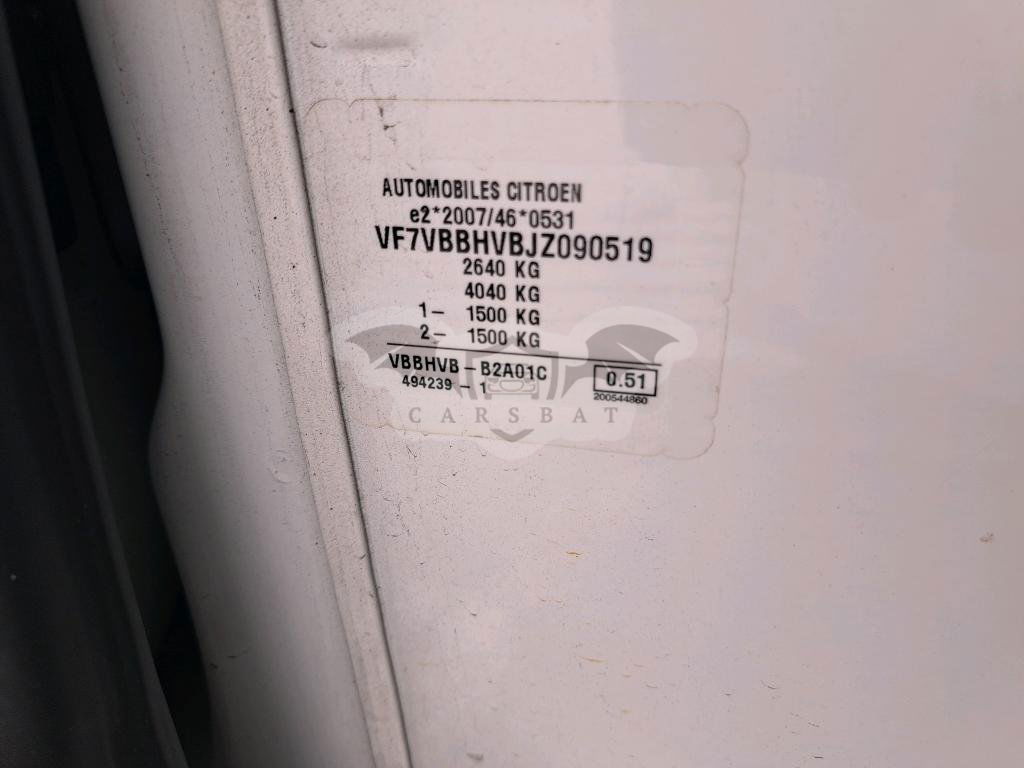 AUTOMOBILES CITROEN
e2*2007/46*0531
VF7VBBHVBJZ090519
2640 KG
4040 KG
1- 1500 KG
2- 1500 KG
VBBHVB-B2A01C
0.51
494239-1
200544860
CARSBAT